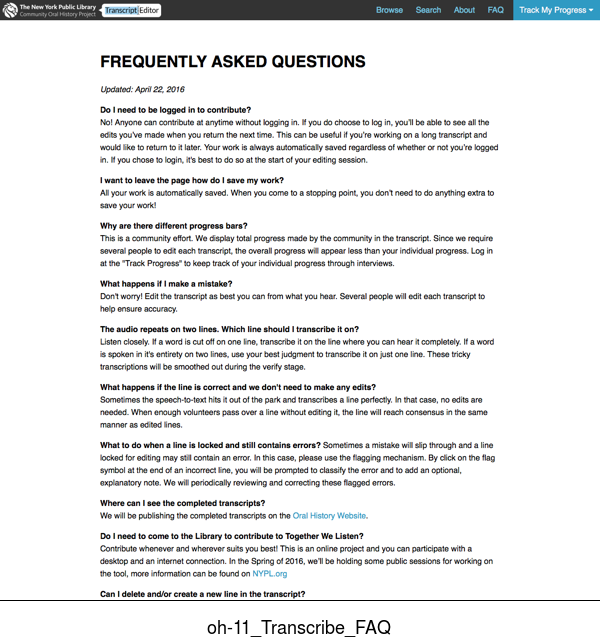 The New York Public Library
Community Oral History Project
Transcript Editor
Browse Search About FAQ Track My Progress
FREQUENTLY ASKED QUESTIONS
Updated: April 22, 2016
Do I need to be logged in to contribute?
No! Anyone can contribute at anytime without logging in. If you do choose to log in, you'll be able to see all the
edits you've made when you return the next time. This can be useful if you're working on a long transcript and
would like to return to it later. Your work is always automatically saved regardless of whether or not you're logged
in. If you chose to login, it's best to do so at the start of your editing session.
I want to leave the page how do I save my work?
All your work is automatically saved. When you come to a stopping point, you don't need to do anything extra to
save your work!
Why are there different progress bars?
This is a community effort. We display total progress made by the community in the transcript. Since we require
several people to edit each transcript, the overall progress will appear less than your individual progress. Log in
at the "Track Progress" to keep track of your individual progress through interviews.
What happens if I make a mistake?
Don't worry! Edit the transcript as best you can from what you hear. Several people will edit each transcript to
help ensure accuracy.
The audio repeats on two lines. Which line should I transcribe it on?
Listen closely. If a word is cut off on one line, transcribe it on the line where you can hear it completely. If a word
is spoken in it's entirety on two lines, use your best judgment to transcribe it on just one line. These tricky
transcriptions will be smoothed out during the verify stage.
What happens if the line is correct and we don't need to make any edits?
Sometimes the speech-to-text hits it out of the park and transcribes a line perfectly. In that case, no edits are
needed. When enough volunteers pass over a line without editing it, the line will reach consensus in the same
manner as edited lines.
What to do when a line is locked and still contains errors? Sometimes a mistake will slip through and a line
locked for editing may still contain an error. In this case, please use the flagging mechanism. By click on the flag
symbol at the end of an incorrect line, you will be prompted to classify the error and to add an optional,
explanatory note. We will periodically reviewing and correcting these flagged errors.
Where can I see the completed transcripts?
We will be publishing the completed transcripts on the Oral History Website.
Do I need to come to the Library to contribute to Together We Listen?
Contribute whenever and wherever suits you best! This is an online project and you can participate with a
desktop and an internet connection. In the Spring of 2016, we'll be holding some public sessions for working on
the tool, more information can be found on NYPL.org
Can I delete and/or create a new line in the transcript?
oh-11_Transcribe_FAQ